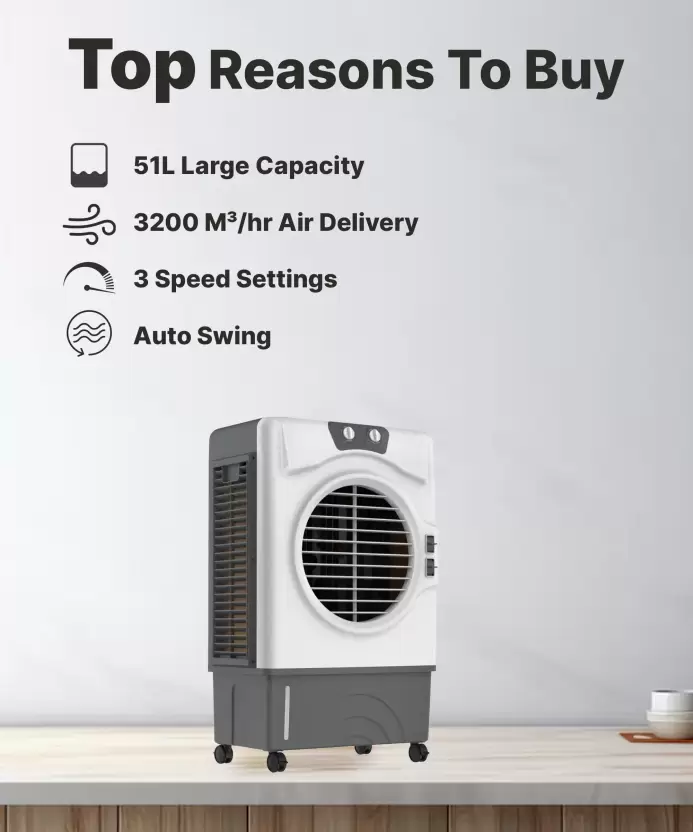 Top Reasons To Buy
51L Large Capacity
3200 M³/hr Air Delivery
3 Speed Settings
Auto Swing